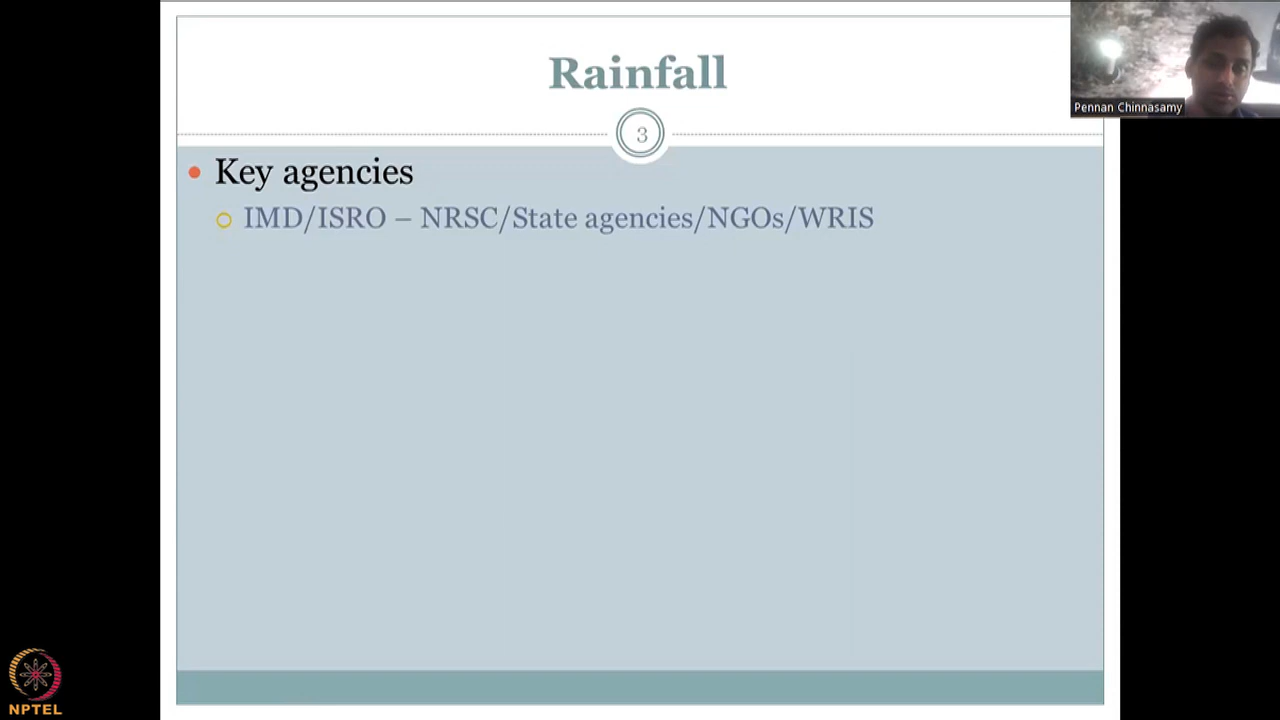 Rainfall
Pennan Chinnasamy
3
Key agencies
IMD/ISRO – NRSC/State agencies/NGOs/WRIS
NPTEL